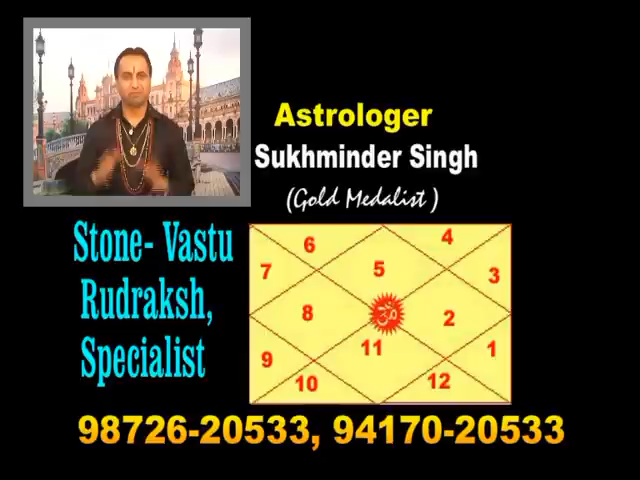 Astrologer
Sukhminder Singh
(Gold Medalist)
Stone- Vastu
Rudraksh,
Specialist
6
4
7
5
3
8
ॐ
2
11
1
9
10
12
98726-20533, 94170-20533